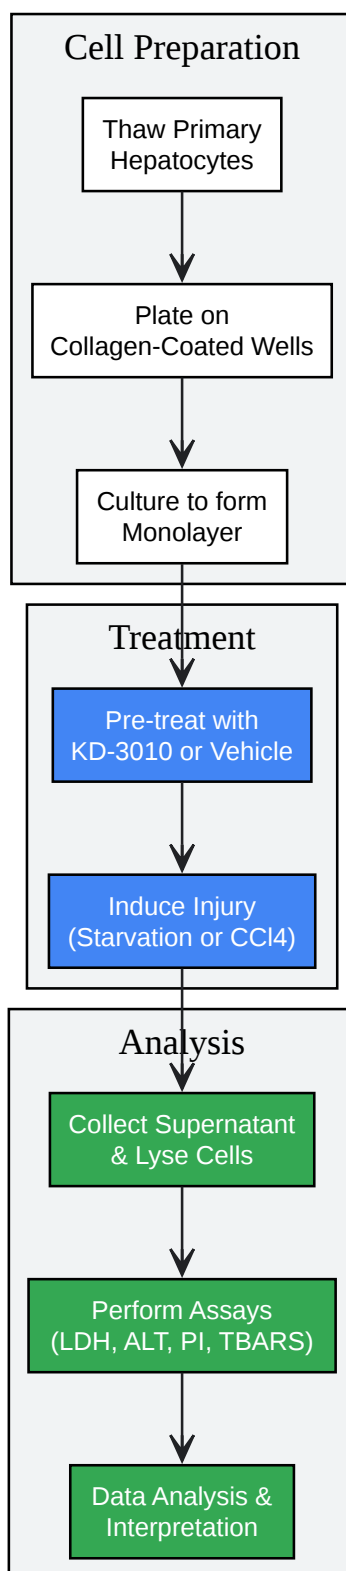 Cell Preparation
Thaw Primary
Hepatocytes
Plate on
Collagen-Coated Wells
Culture to form
Monolayer
Treatment
Pre-treat with
KD-3010 or Vehicle
Induce Injury
(Starvation or CCl4)
Analysis
Collect Supernatant
& Lyse Cells
Perform Assays
(LDH, ALT, PI, TBARS)
Data Analysis &
Interpretation